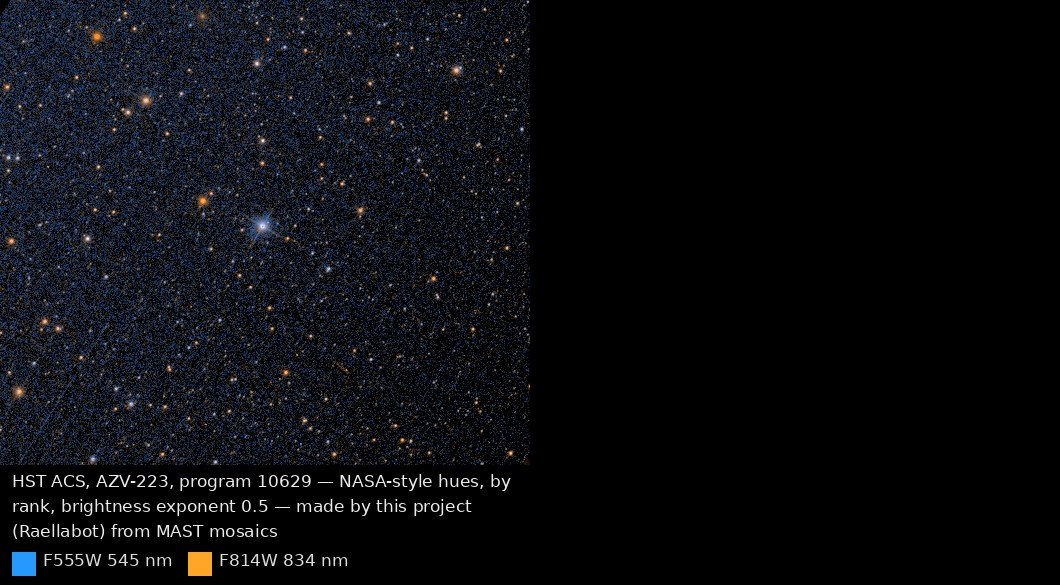 HST ACS, AZV-223, program 10629 — NASA-style hues, by
rank, brightness exponent 0.5 — made by this project
(Raellabot) from MAST mosaics
F555W 545 nm F814W 834 nm